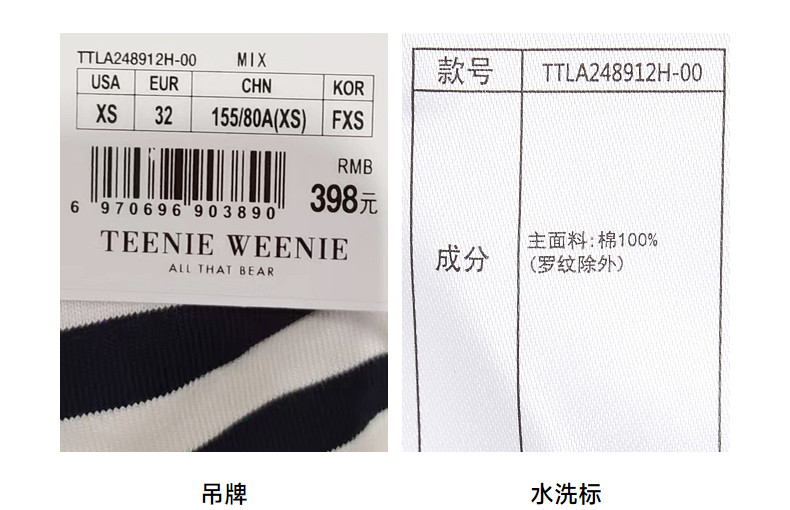 TTLA248912H-00 MIX
USA EUR CHN KOR
XS 32 155/80A(XS) FXS
RMB
398元
6 970696 903890
TEENIE WEENIE
ALL THAT BEAR
款号 TTLA248912H-00
成分 主面料:棉100%
(罗纹除外)
吊牌 水洗标